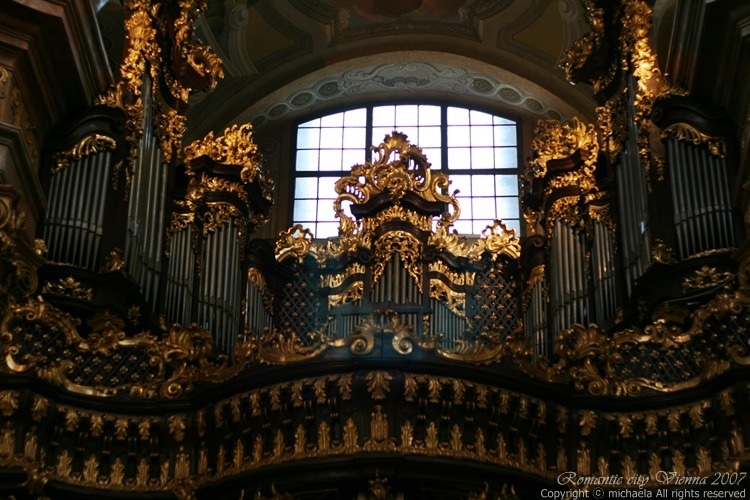 Romantic city Vienna 2007
Copyright ⓒ michaela All Rights Reserved